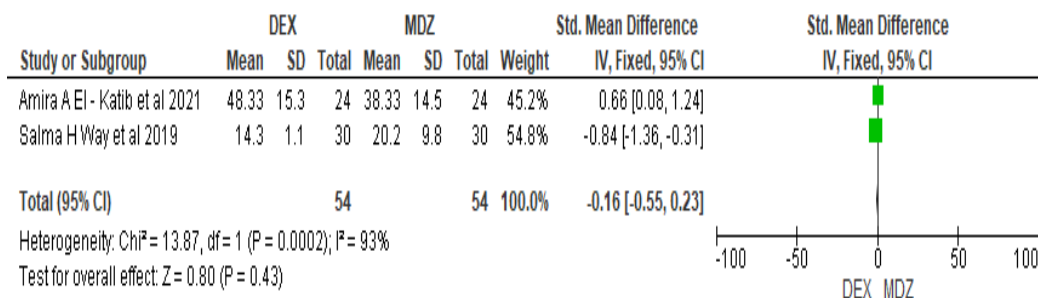 DEX MDZ Std. Mean Difference Std. Mean Difference
Study or Subgroup Mean SD Total Mean SD Total Weight IV, Fixed, 95% CI IV, Fixed, 95% CI
Amira A El - Katib et al 2021 48.33 15.3 24 38.33 14.5 24 45.2% 0.66 [0.08, 1.24]
Salma H Way et al 2019 14.3 1.1 30 20.2 9.8 30 54.8% -0.84 [-1.36, -0.31]
Total (95% CI) 54 54 100.0% -0.16 [-0.55, 0.23]
Heterogeneity: Chi² = 13.87, df = 1 (P = 0.0002); I² = 93%
Test for overall effect: Z = 0.80 (P = 0.43)
-100 -50 0 50 100
DEX MDZ